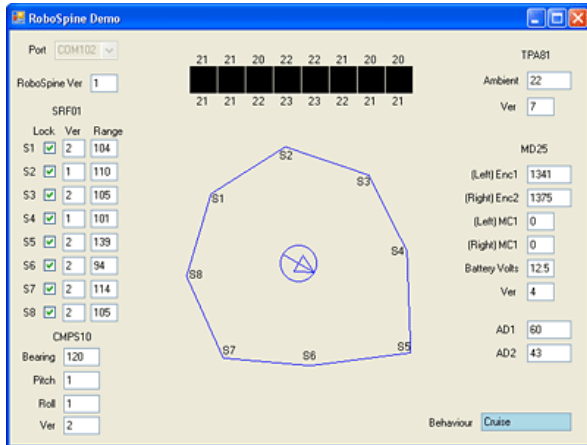 RoboSpine Demo
Port COM102
RoboSpine Ver 1
SRF01
Lock Ver Range
S1 2 104
S2 1 110
S3 2 105
S4 1 101
S5 2 139
S6 2 94
S7 2 114
S8 2 105
CMPS10
Bearing 120
Pitch 1
Roll 1
Ver 2
21 21 20 22 22 21 20 20
21 21 22 23 23 22 21 21
S2
S3
S1
S4
S8
S5
S7
S6
TPA81
Ambient 22
Ver 7
MD25
(Left) Enc1 1341
(Right) Enc2 1375
(Left) MC1 0
(Right) MC1 0
Battery Volts 12.5
Ver 4
AD1 60
AD2 43
Behaviour Cruise